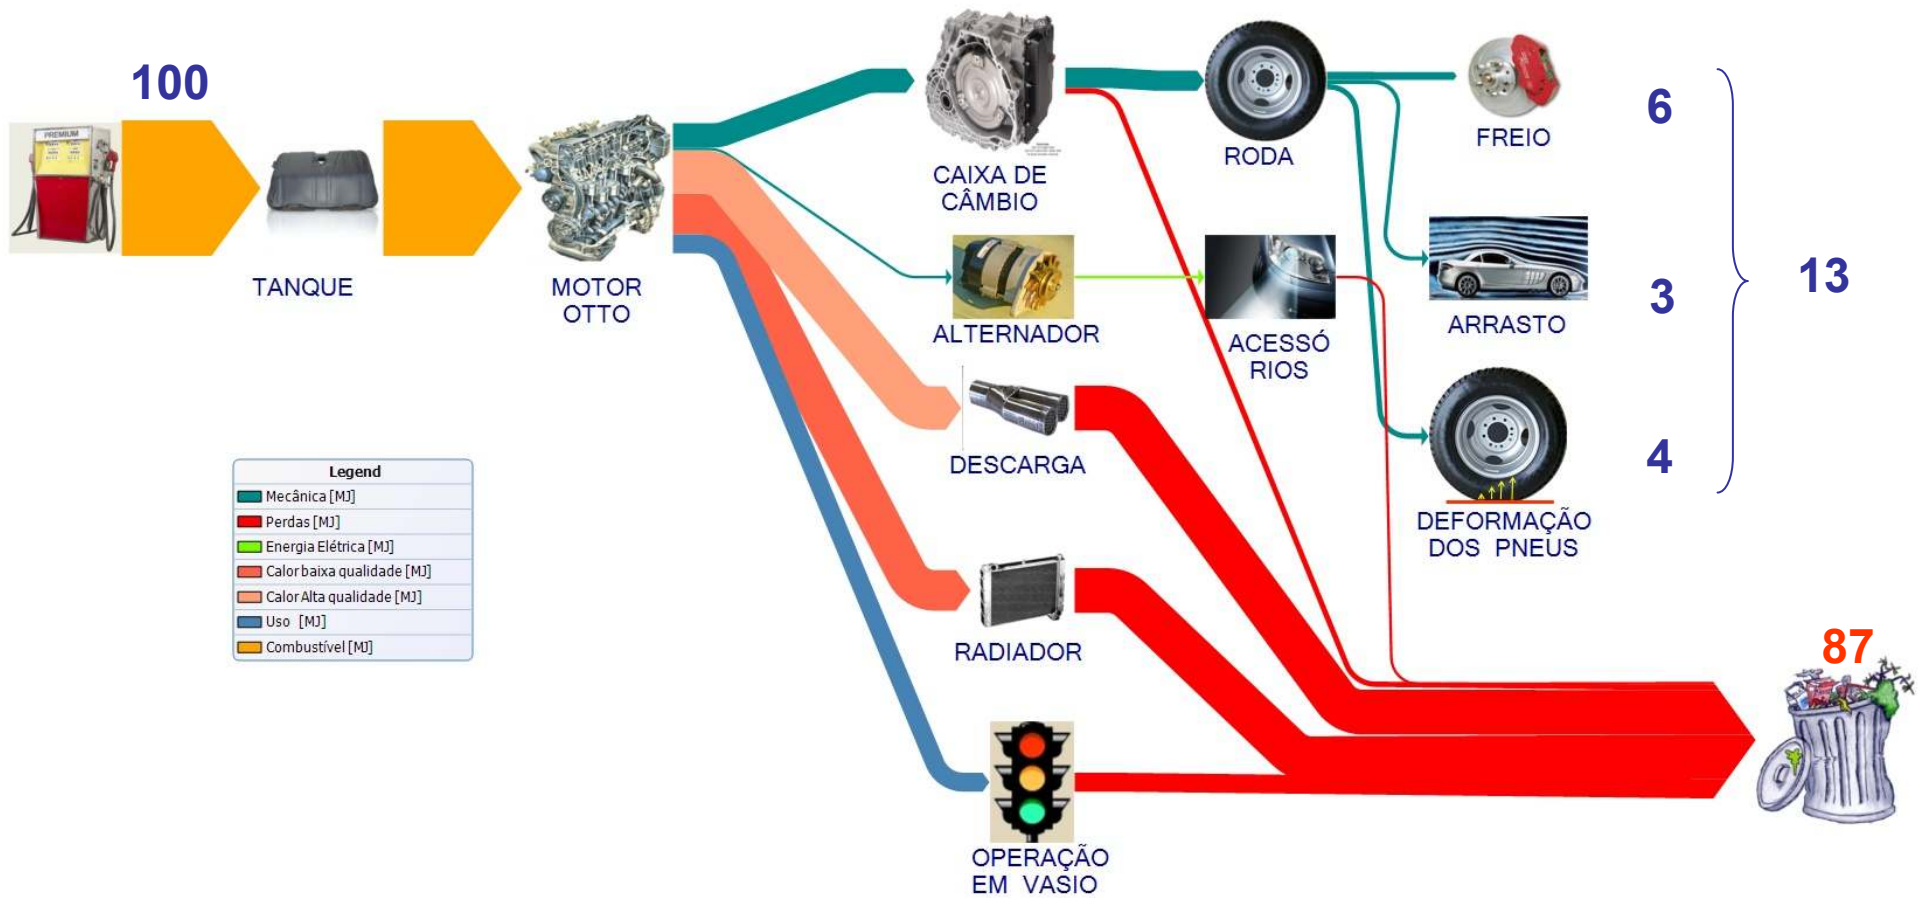 100
PREMIUM
TANQUE
MOTOR
OTTO
CAIXA DE
CÂMBIO
RODA
FREIO
6
ALTERNADOR
ACESSÓ
RIOS
ARRASTO
3
13
DESCARGA
4
DEFORMAÇÃO
DOS PNEUS
RADIADOR
87
OPERAÇÃO
EM VASIO
Legend
Mecânica [MJ]
Perdas [MJ]
Energia Elétrica [MJ]
Calor baixa qualidade [MJ]
Calor Alta qualidade [MJ]
Uso [MJ]
Combustível [MJ]